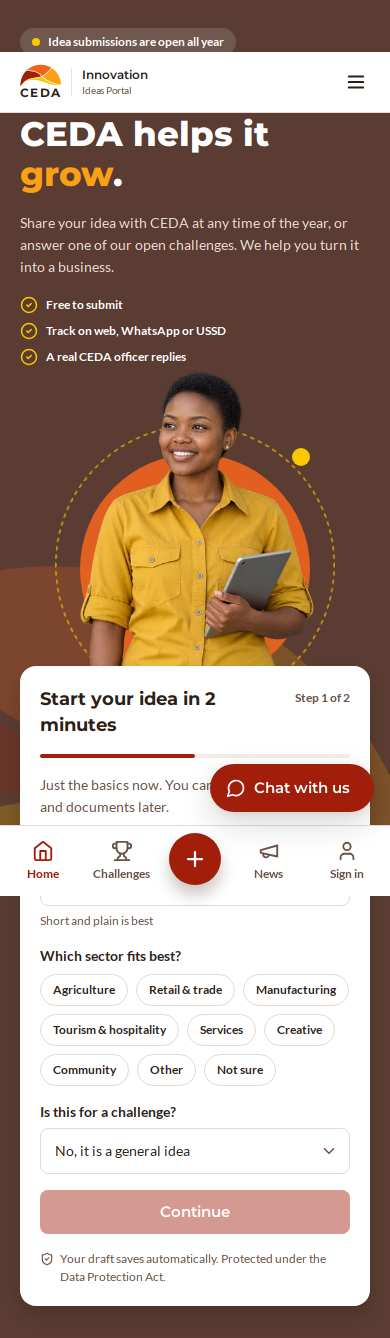 Idea submissions are open all year
CEDA
Innovation
Ideas Portal
CEDA helps it
grow.
Share your idea with CEDA at any time of the year, or
answer one of our open challenges. We help you turn it
into a business.
Free to submit
Track on web, WhatsApp or USSD
A real CEDA officer replies
Start your idea in 2
minutes
Step 1 of 2
Just the basics now. You can
and documents later.
Chat with us
Home
Challenges
News
Sign in
Short and plain is best
Which sector fits best?
Agriculture
Retail & trade
Manufacturing
Tourism & hospitality
Services
Creative
Community
Other
Not sure
Is this for a challenge?
No, it is a general idea
Continue
Your draft saves automatically. Protected under the
Data Protection Act.